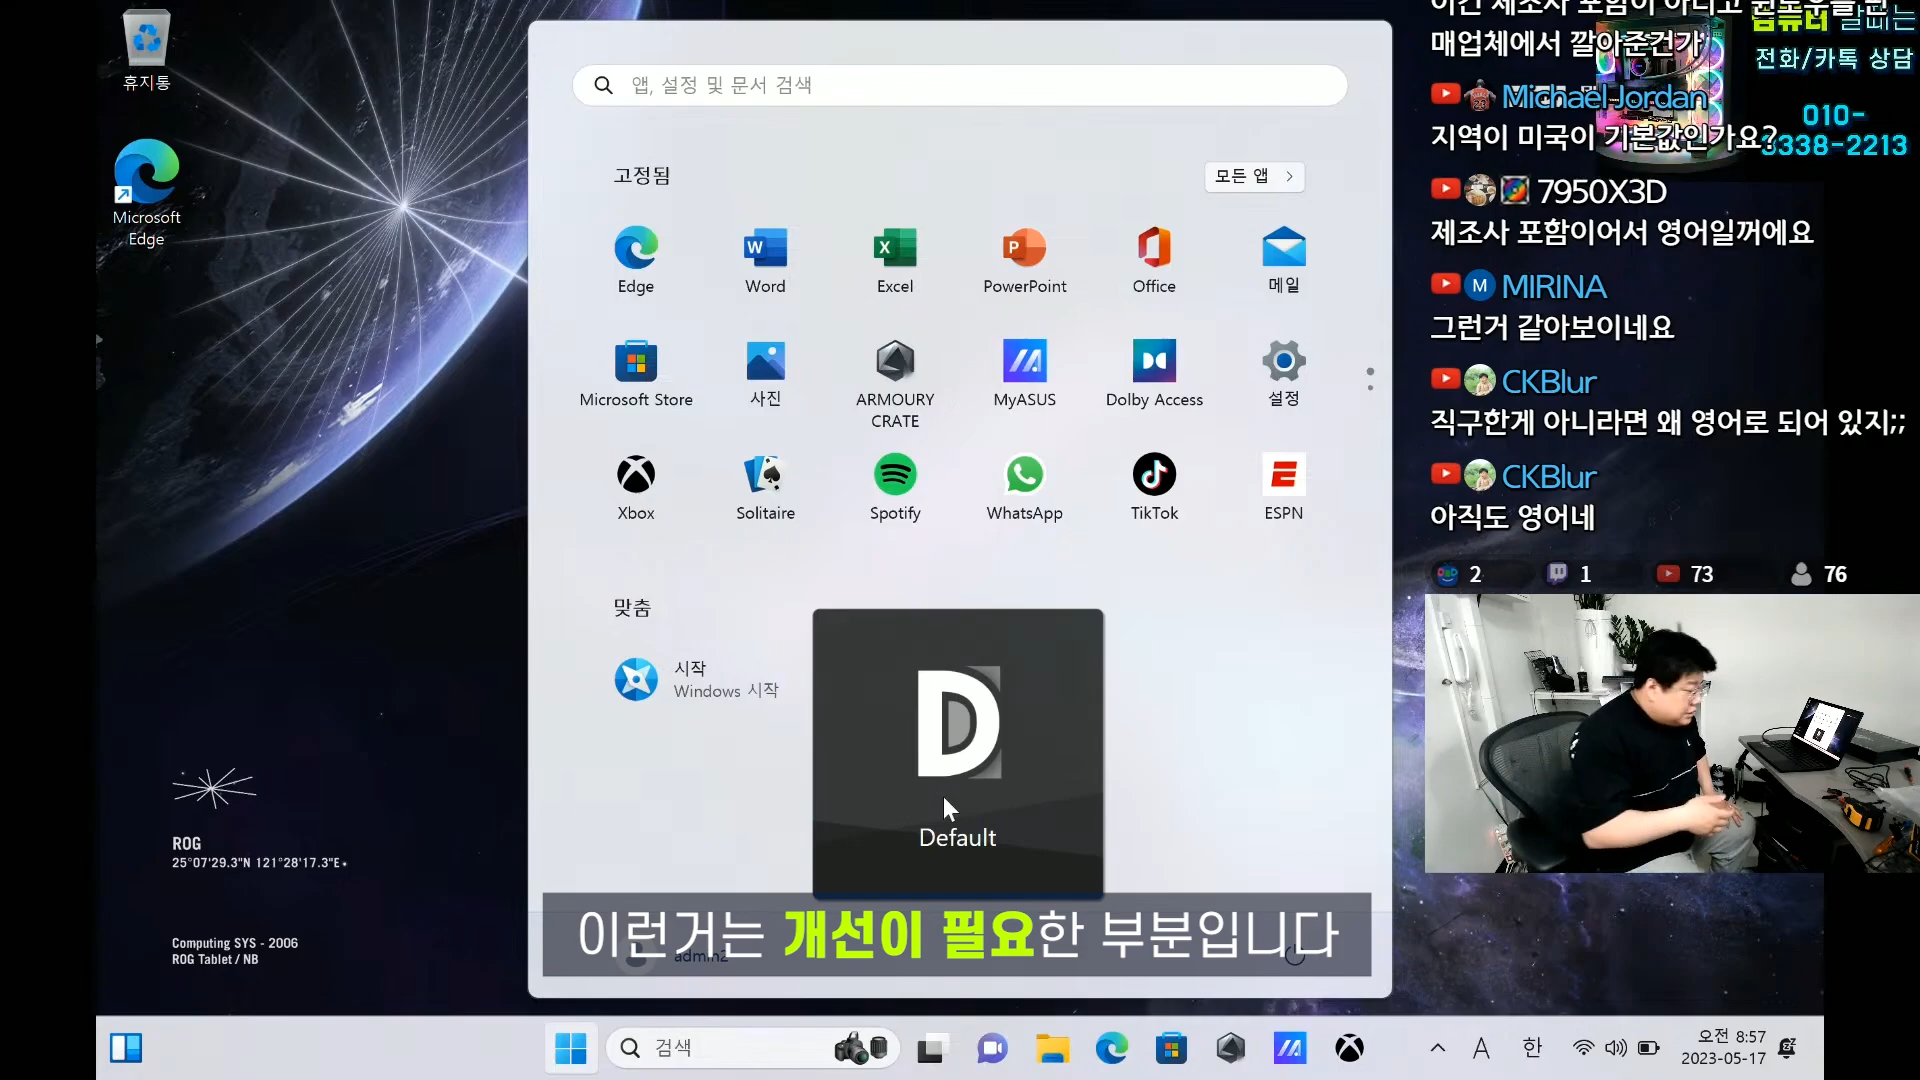 휴지통
Microsoft
Edge
앱, 설정 및 문서 검색
고정됨
모든 앱
Edge
Word
Excel
PowerPoint
Office
메일
Microsoft Store
사진
ARMOURY
CRATE
MyASUS
Dolby Access
설정
Xbox
Solitaire
Spotify
WhatsApp
TikTok
ESPN
맞춤
시작
Windows 시작
D
Default
이런거는 개선이 필요한 부분입니다
admin2
ROG
25°07'29.3"N 121°28'17.3"E
Computing SYS - 2006
ROG Tablet / NB
검색
A
한
오전 8:57
2023-05-17
매업체에서 깔아준건가
컴퓨터
전화/카톡 상담
010-
3338-2213
Michael Jordan
지역이 미국이 기본값인가요?
7950X3D
제조사 포함이어서 영어일꺼에요
M MIRINA
그런거 같아보이네요
CKBlur
직구한게 아니라면 왜 영어로 되어 있지;;
CKBlur
아직도 영어네
2 1 73 76